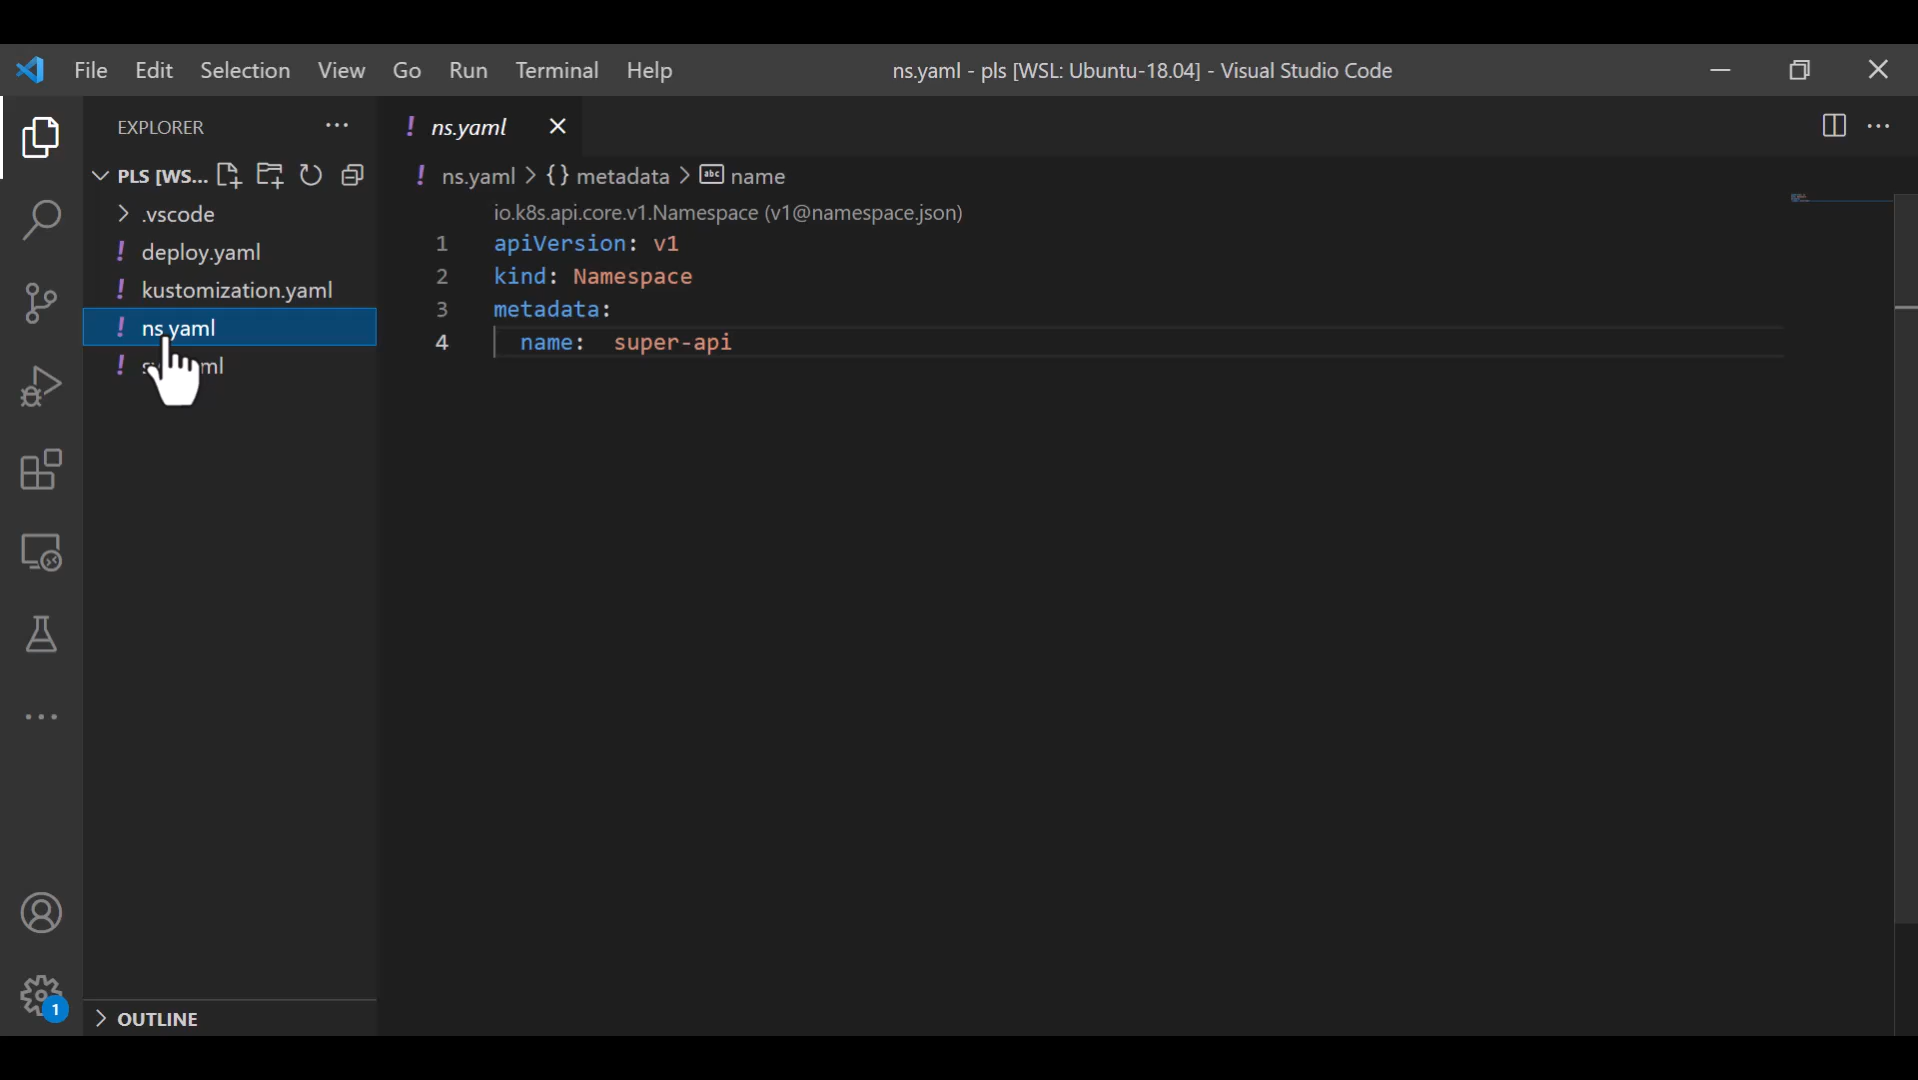 File Edit Selection View Go Run Terminal Help ns.yaml - pls [WSL: Ubuntu-18.04] - Visual Studio Code
EXPLORER
! ns.yaml
PLS [WS...
! ns.yaml > {} metadata > abc name
.vscode
io.k8s.api.core.v1.Namespace (v1@namespace.json)
! deploy.yaml
1 apiVersion: v1
! kustomization.yaml
2 kind: Namespace
! ns.yaml
3 metadata:
4 name:  super-api
1
OUTLINE